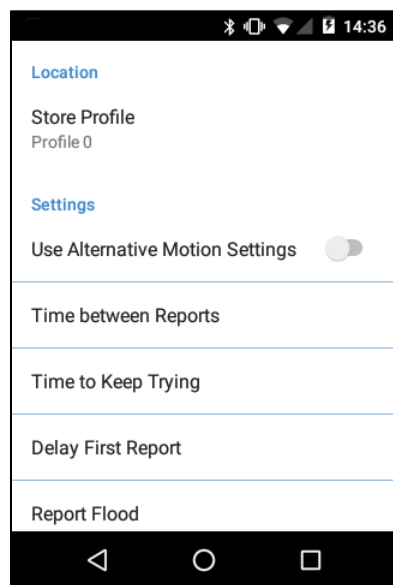 14:36
Location
Store Profile
Profile 0
Settings
Use Alternative Motion Settings
Time between Reports
Time to Keep Trying
Delay First Report
Report Flood